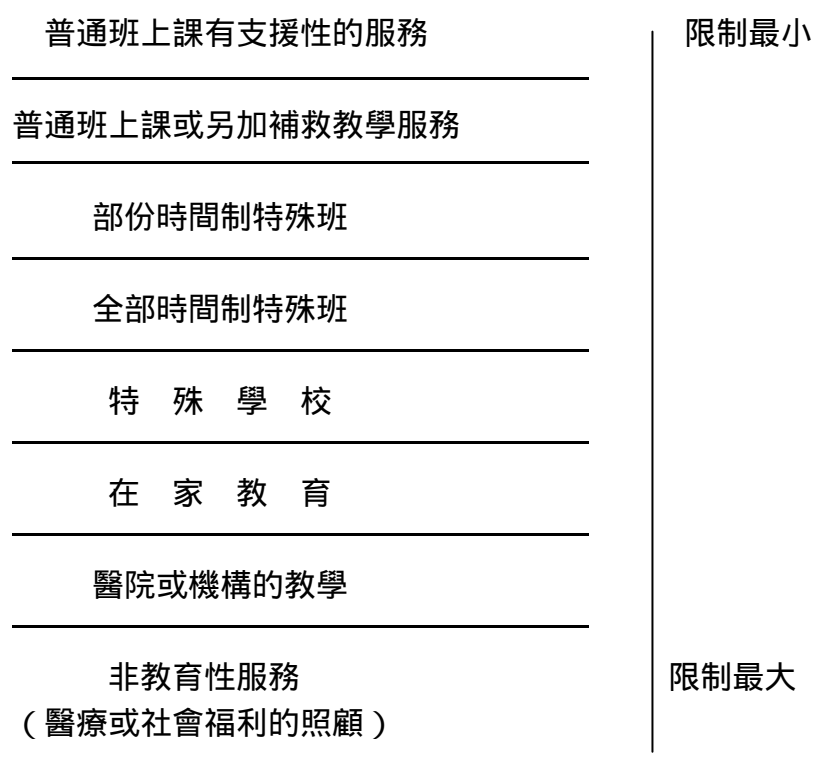 普通班上課有支援性的服務
限制最小
普通班上課或另加補救教學服務
部份時間制特殊班
全部時間制特殊班
特殊學校
在家教育
醫院或機構的教學
非教育性服務
限制最大
(醫療或社會福利的照顧)